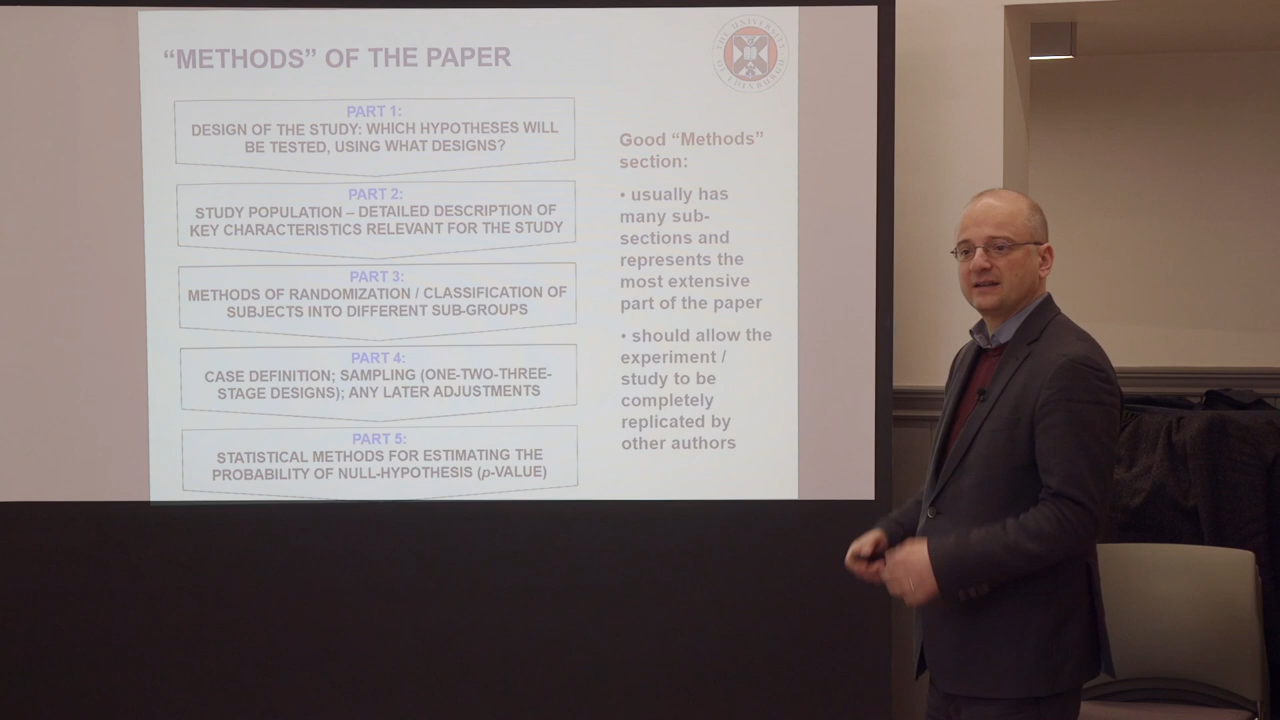 "METHODS" OF THE PAPER
THE UNIVERSITY
OF EDINBURGH
PART 1:
DESIGN OF THE STUDY: WHICH HYPOTHESES WILL
BE TESTED, USING WHAT DESIGNS?
PART 2:
STUDY POPULATION – DETAILED DESCRIPTION OF
KEY CHARACTERISTICS RELEVANT FOR THE STUDY
PART 3:
METHODS OF RANDOMIZATION / CLASSIFICATION OF
SUBJECTS INTO DIFFERENT SUB-GROUPS
PART 4:
CASE DEFINITION; SAMPLING (ONE-TWO-THREE-
STAGE DESIGNS); ANY LATER ADJUSTMENTS
PART 5:
STATISTICAL METHODS FOR ESTIMATING THE
PROBABILITY OF NULL-HYPOTHESIS (p-VALUE)
Good "Methods"
section:
• usually has
many sub-
sections and
represents the
most extensive
part of the paper
• should allow the
experiment /
study to be
completely
replicated by
other authors